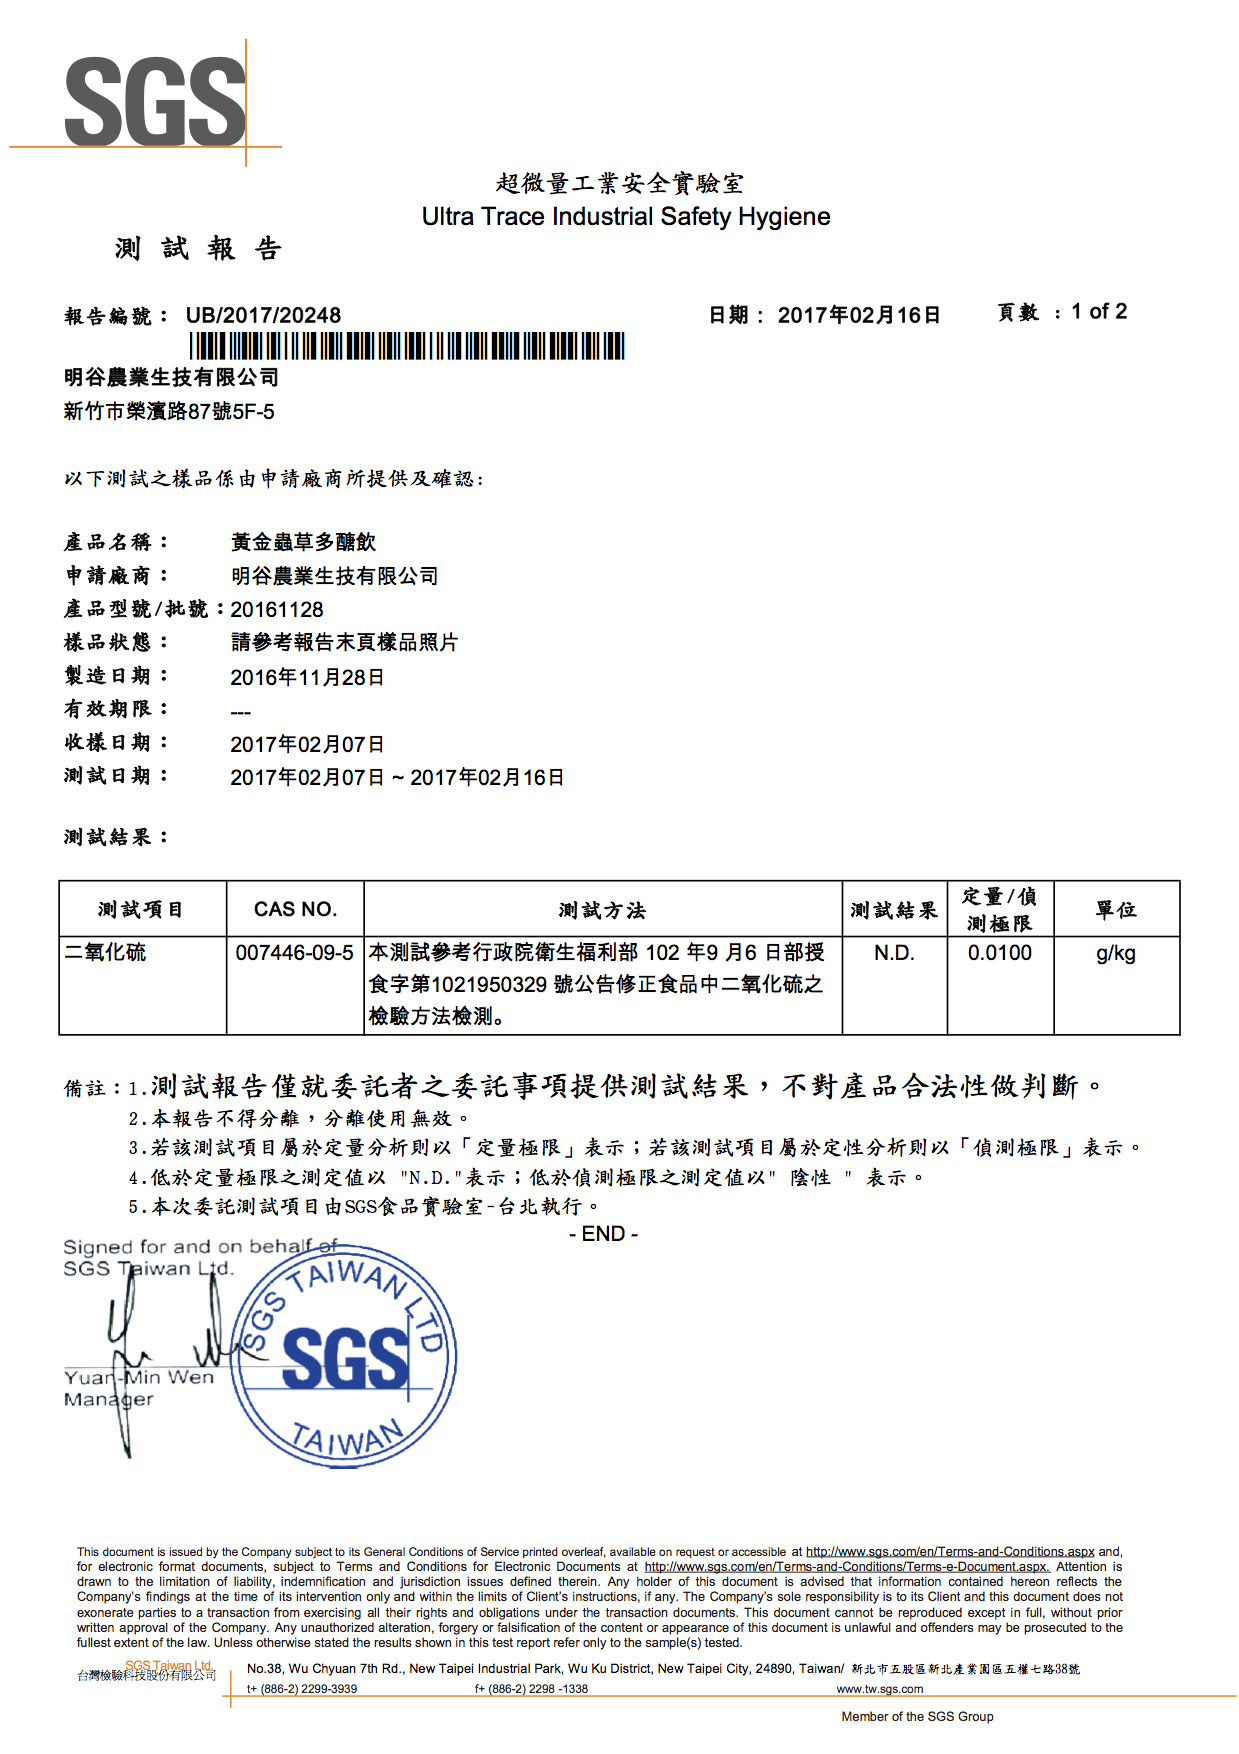 SGS
超微量工業安全實驗室
Ultra Trace Industrial Safety Hygiene
測 試 報 告
報告編號： UB/2017/20248 日期： 2017年02月16日 頁數 ：1 of 2
明谷農業生技有限公司
新竹市榮濱路87號5F-5
以下測試之樣品係由申請廠商所提供及確認:
產品名稱： 黃金蟲草多醣飲
申請廠商： 明谷農業生技有限公司
產品型號/批號：20161128
樣品狀態： 請參考報告末頁樣品照片
製造日期： 2016年11月28日
有效期限： ---
收樣日期： 2017年02月07日
測試日期： 2017年02月07日 ~ 2017年02月16日
測試結果：
測試項目 CAS NO. 測試方法 測試結果 定量/偵測極限 單位
二氧化硫 007446-09-5 本測試參考行政院衛生福利部 102 年9 月6 日部授 N.D. 0.0100 g/kg
食字第1021950329 號公告修正食品中二氧化硫之
檢驗方法檢測。
備註：1.測試報告僅就委託者之委託事項提供測試結果，不對產品合法性做判斷。
2.本報告不得分離，分離使用無效。
3.若該測試項目屬於定量分析則以「定量極限」表示；若該測試項目屬於定性分析則以「偵測極限」表示。
4.低於定量極限之測定值以 "N.D."表示；低於偵測極限之測定值以" 陰性 " 表示。
5.本次委託測試項目由SGS食品實驗室-台北執行。
- END -
Signed for and on behalf of
SGS Taiwan Ltd.
Yuan-Min Wen
Manager
SGS TAIWAN LTD
SGS
TAIWAN
This document is issued by the Company subject to its General Conditions of Service printed overleaf, available on request or accessible at http://www.sgs.com/en/Terms-and-Conditions.aspx and,
for electronic format documents, subject to Terms and Conditions for Electronic Documents at http://www.sgs.com/en/Terms-and-Conditions/Terms-e-Document.aspx. Attention is
drawn to the limitation of liability, indemnification and jurisdiction issues defined therein. Any holder of this document is advised that information contained hereon reflects the
Company's findings at the time of its intervention only and within the limits of Client's instructions, if any. The Company's sole responsibility is to its Client and this document does not
exonerate parties to a transaction from exercising all their rights and obligations under the transaction documents. This document cannot be reproduced except in full, without prior
written approval of the Company. Any unauthorized alteration, forgery or falsification of the content or appearance of this document is unlawful and offenders may be prosecuted to the
fullest extent of the law. Unless otherwise stated the results shown in this test report refer only to the sample(s) tested.
SGS Taiwan Ltd.
台灣檢驗科技股份有限公司
No.38, Wu Chyuan 7th Rd., New Taipei Industrial Park, Wu Ku District, New Taipei City, 24890, Taiwan/ 新北市五股區新北產業園區五權七路38號
t+ (886-2) 2299-3939 f+ (886-2) 2298 -1338 www.tw.sgs.com
Member of the SGS Group